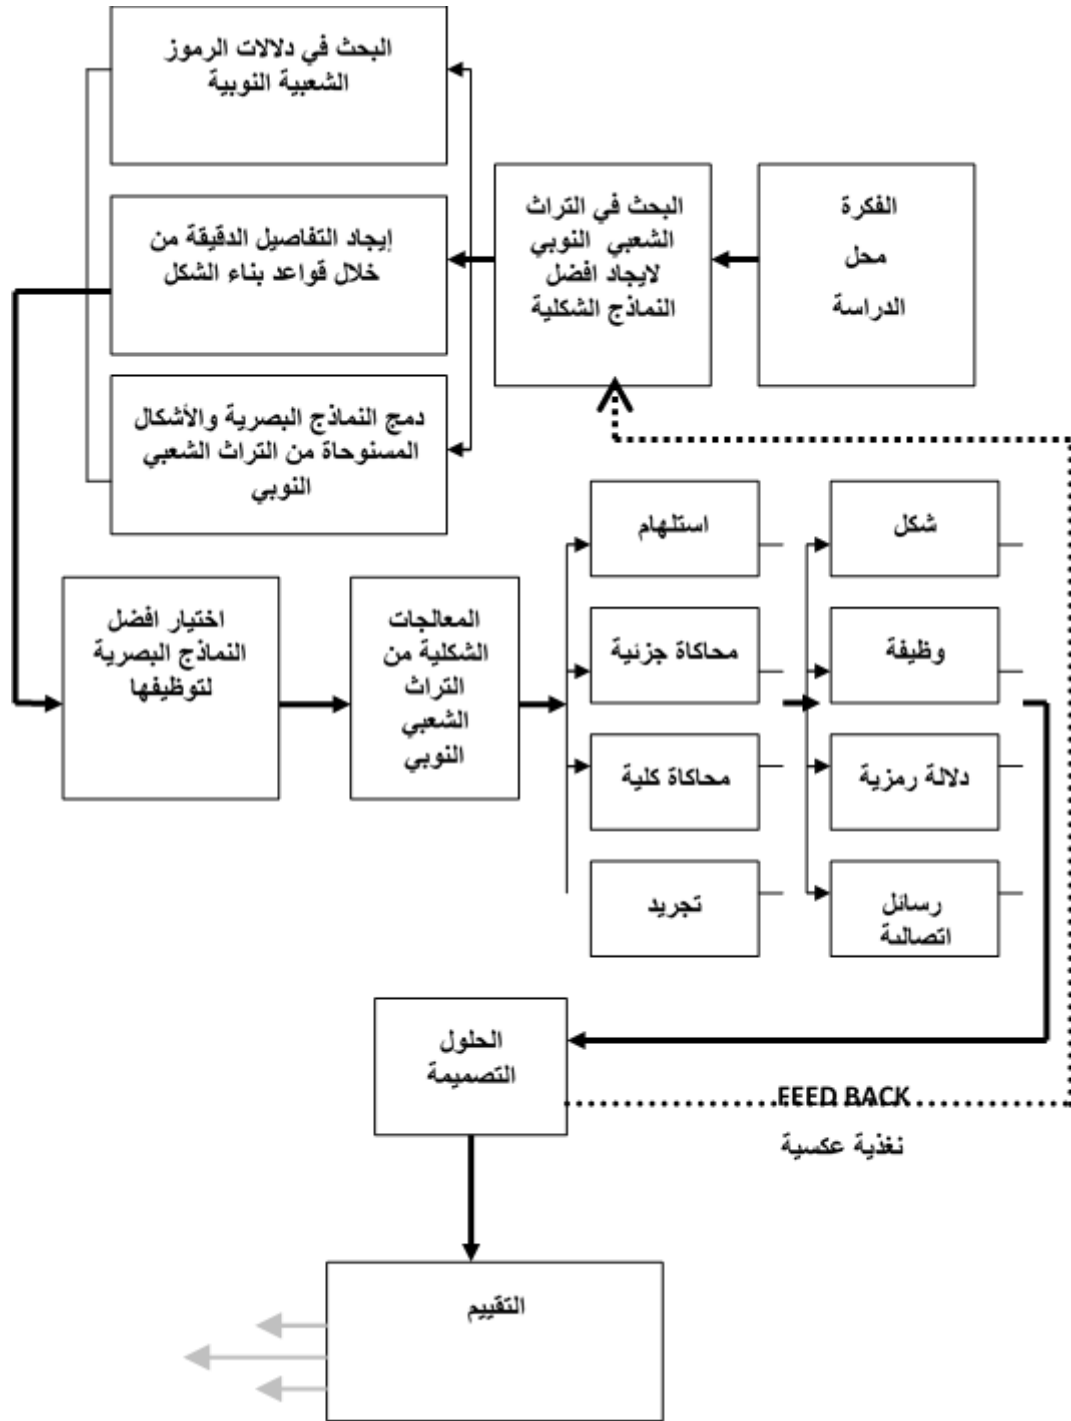 الفكرة
محل
الدراسة
البحث في التراث
الشعبي النوبي
لايجاد افضل
النماذج الشكلية
البحث في دلالات الرموز
الشعبية النوبية
إيجاد التفاصيل الدقيقة من
خلال قواعد بناء الشكل
دمج النماذج البصرية والأشكال
المستوحاة من التراث الشعبي
النوبي
اختيار افضل
النماذج البصرية
لتوظيفها
المعالجات
الشكلية من
التراث
الشعبي
النوبي
استلهام
محاكاة جزئية
محاكاة كلية
تجريد
شكل
وظيفة
دلالة رمزية
رسائل
اتصالية
الحلول
التصميمة
FEED BACK
تغذية عكسية
التقييم